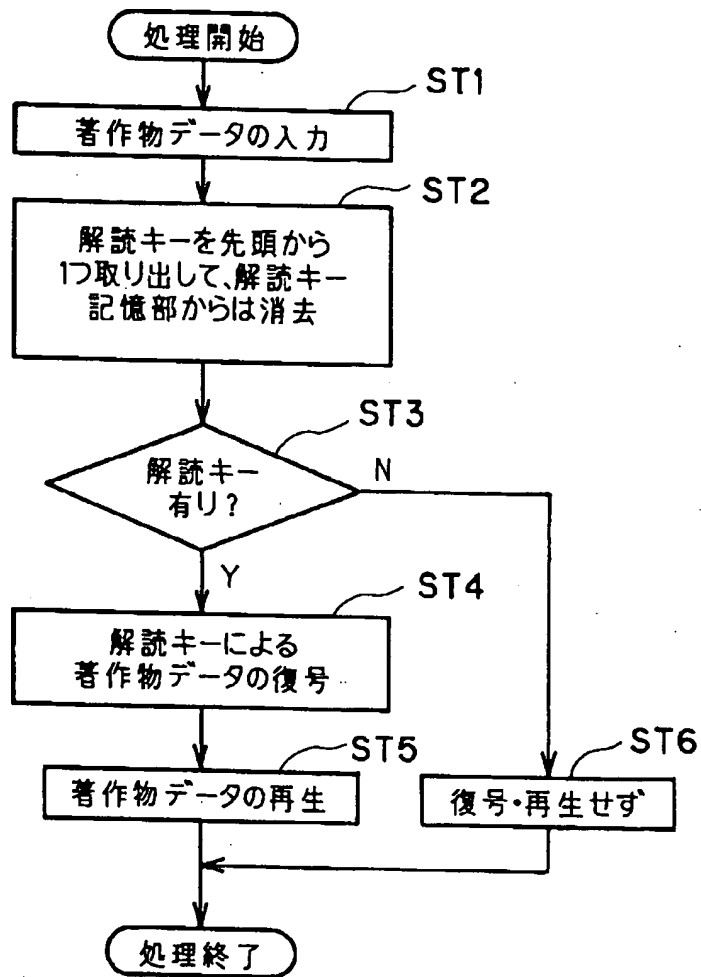 処理開始
ST1
著作物データの入力
ST2
解読キーを先頭から
1つ取り出して、解読キー
記憶部からは消去
ST3
解読キー
有り?
N
Y
ST4
解読キーによる
著作物データの復号
ST5
著作物データの再生
ST6
復号・再生せず
処理終了